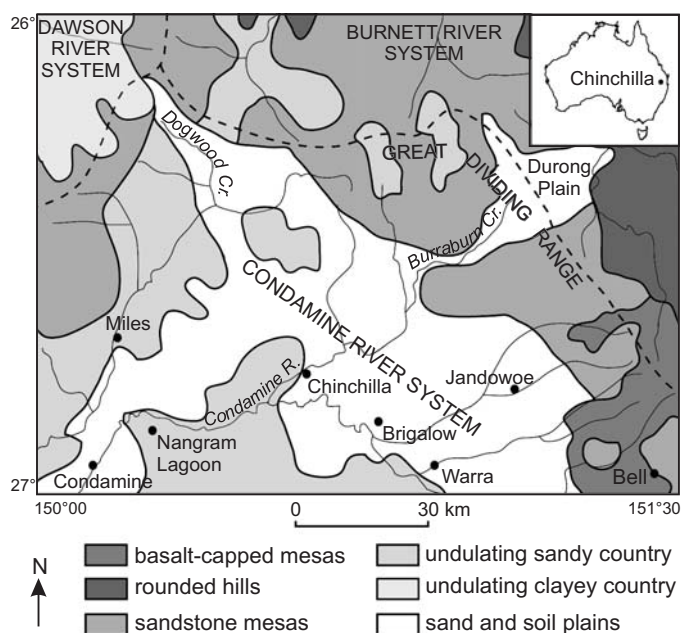 26°
DAWSON
RIVER
SYSTEM
BURNETT RIVER
SYSTEM
Chinchilla
Dogwood Cr.
GREAT
DIVIDING
RANGE
Durong
Plain
Burraburn Cr.
CONDAMINE RIVER SYSTEM
Miles
Condamine R.
Chinchilla
Jandowoe
Brigalow
Nangram
Lagoon
Condamine
Warra
Bell
27°
150°00
0
30 km
151°30
N
basalt-capped mesas
rounded hills
sandstone mesas
undulating sandy country
undulating clayey country
sand and soil plains